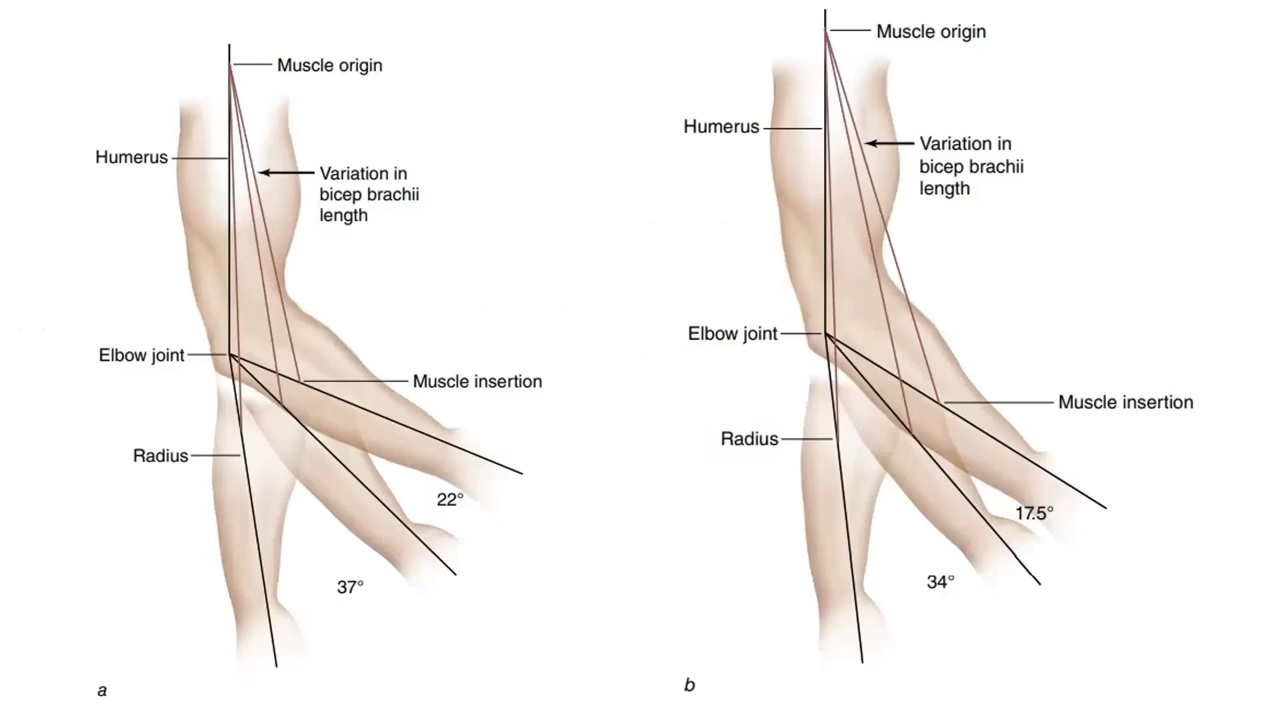 Muscle origin
Humerus
Variation in
bicep brachii
length
Elbow joint
Muscle insertion
Radius
22°
37°
a
Muscle origin
Humerus
Variation in
bicep brachii
length
Elbow joint
Muscle insertion
Radius
17.5°
34°
b